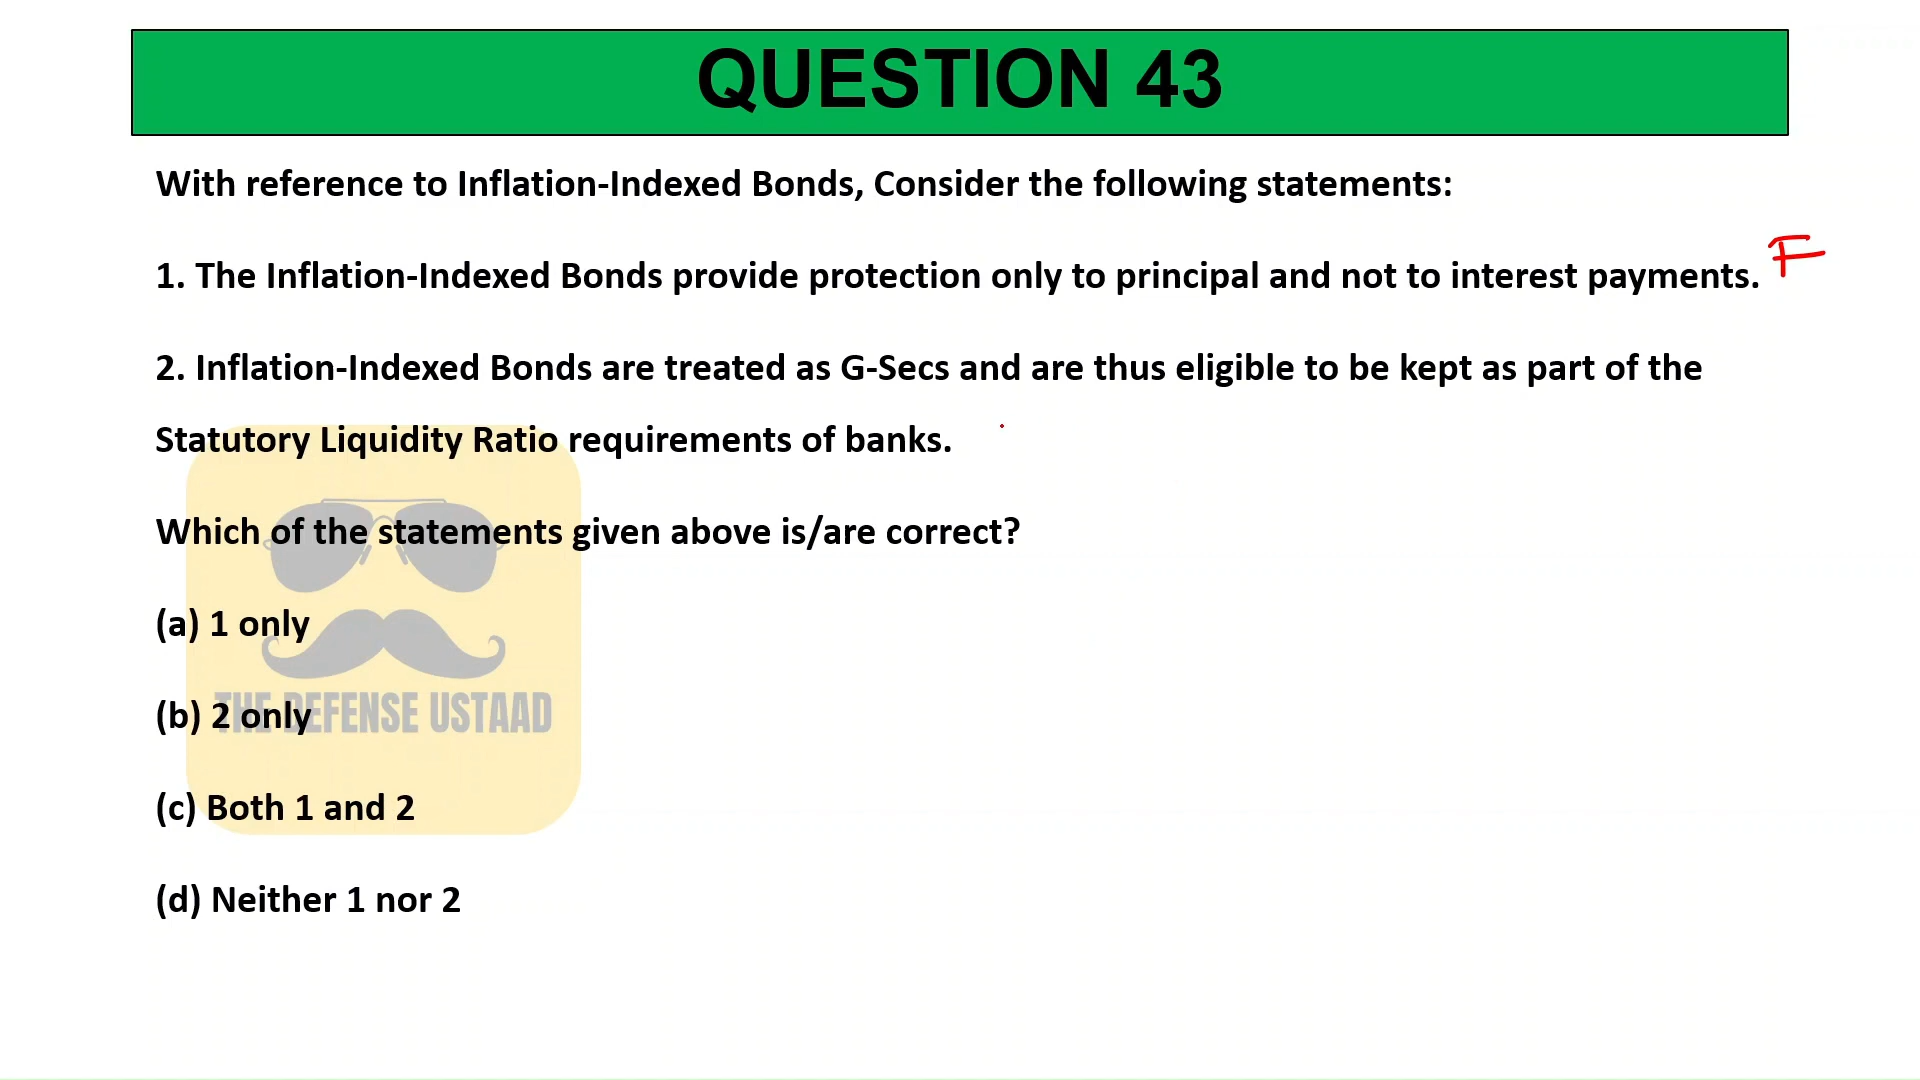 QUESTION 43
With reference to Inflation-Indexed Bonds, Consider the following statements:
F
1. The Inflation-Indexed Bonds provide protection only to principal and not to interest payments.
2. Inflation-Indexed Bonds are treated as G-Secs and are thus eligible to be kept as part of the
Statutory Liquidity Ratio requirements of banks.
Which of the statements given above is/are correct?
(a) 1 only
(b) 2 only
THE DEFENSE USTAAD
(c) Both 1 and 2
(d) Neither 1 nor 2